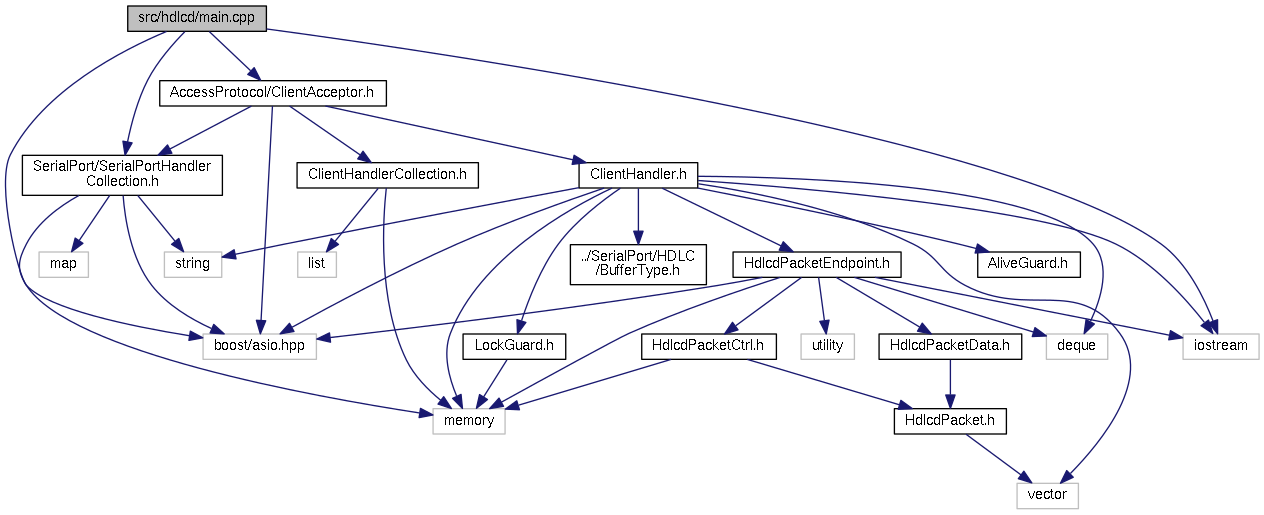 src/hdlcd/main.cpp
AccessProtocol/ClientAcceptor.h
SerialPort/SerialPortHandler
Collection.h
ClientHandlerCollection.h
ClientHandler.h
map
string
list
../SerialPort/HDLC
/BufferType.h
HdlcdPacketEndpoint.h
AliveGuard.h
boost/asio.hpp
LockGuard.h
HdlcdPacketCtrl.h
utility
HdlcdPacketData.h
deque
iostream
memory
HdlcdPacket.h
vector